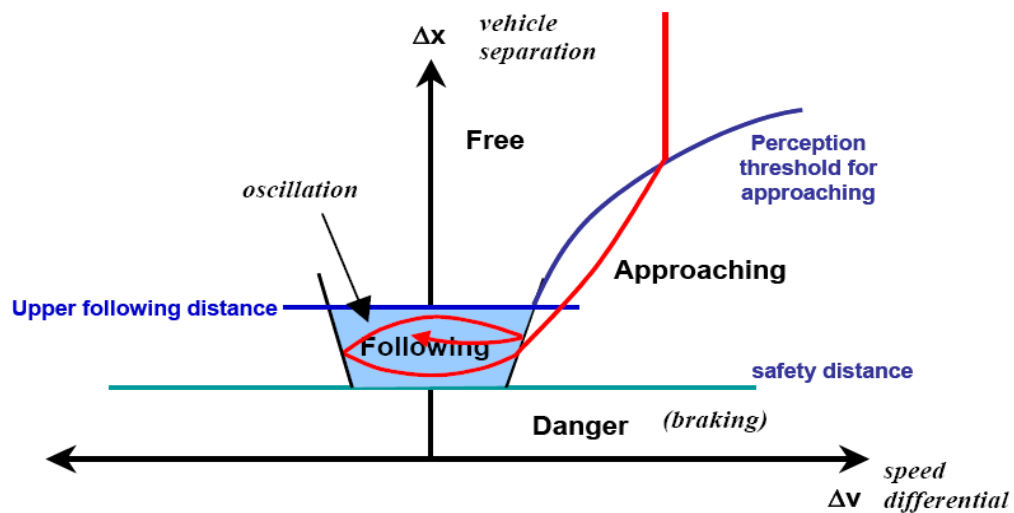 Δx
vehicle
separation
Free
Perception
threshold for
approaching
oscillation
Approaching
Upper following distance
Following
safety distance
Danger
(braking)
speed
Δv
differential